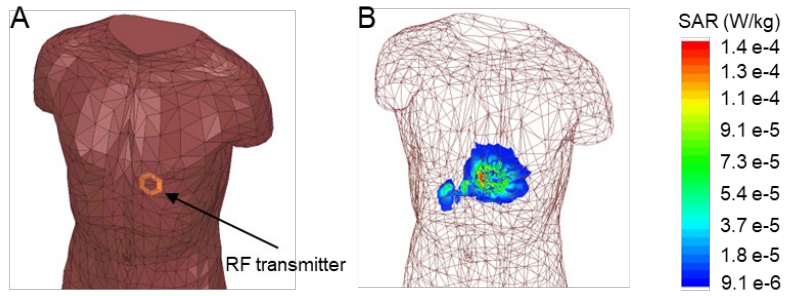 A
B
SAR (W/kg)
1.4 e-4
1.3 e-4
1.1 e-4
9.1 e-5
7.3 e-5
5.4 e-5
3.7 e-5
1.8 e-5
9.1 e-6
RF transmitter